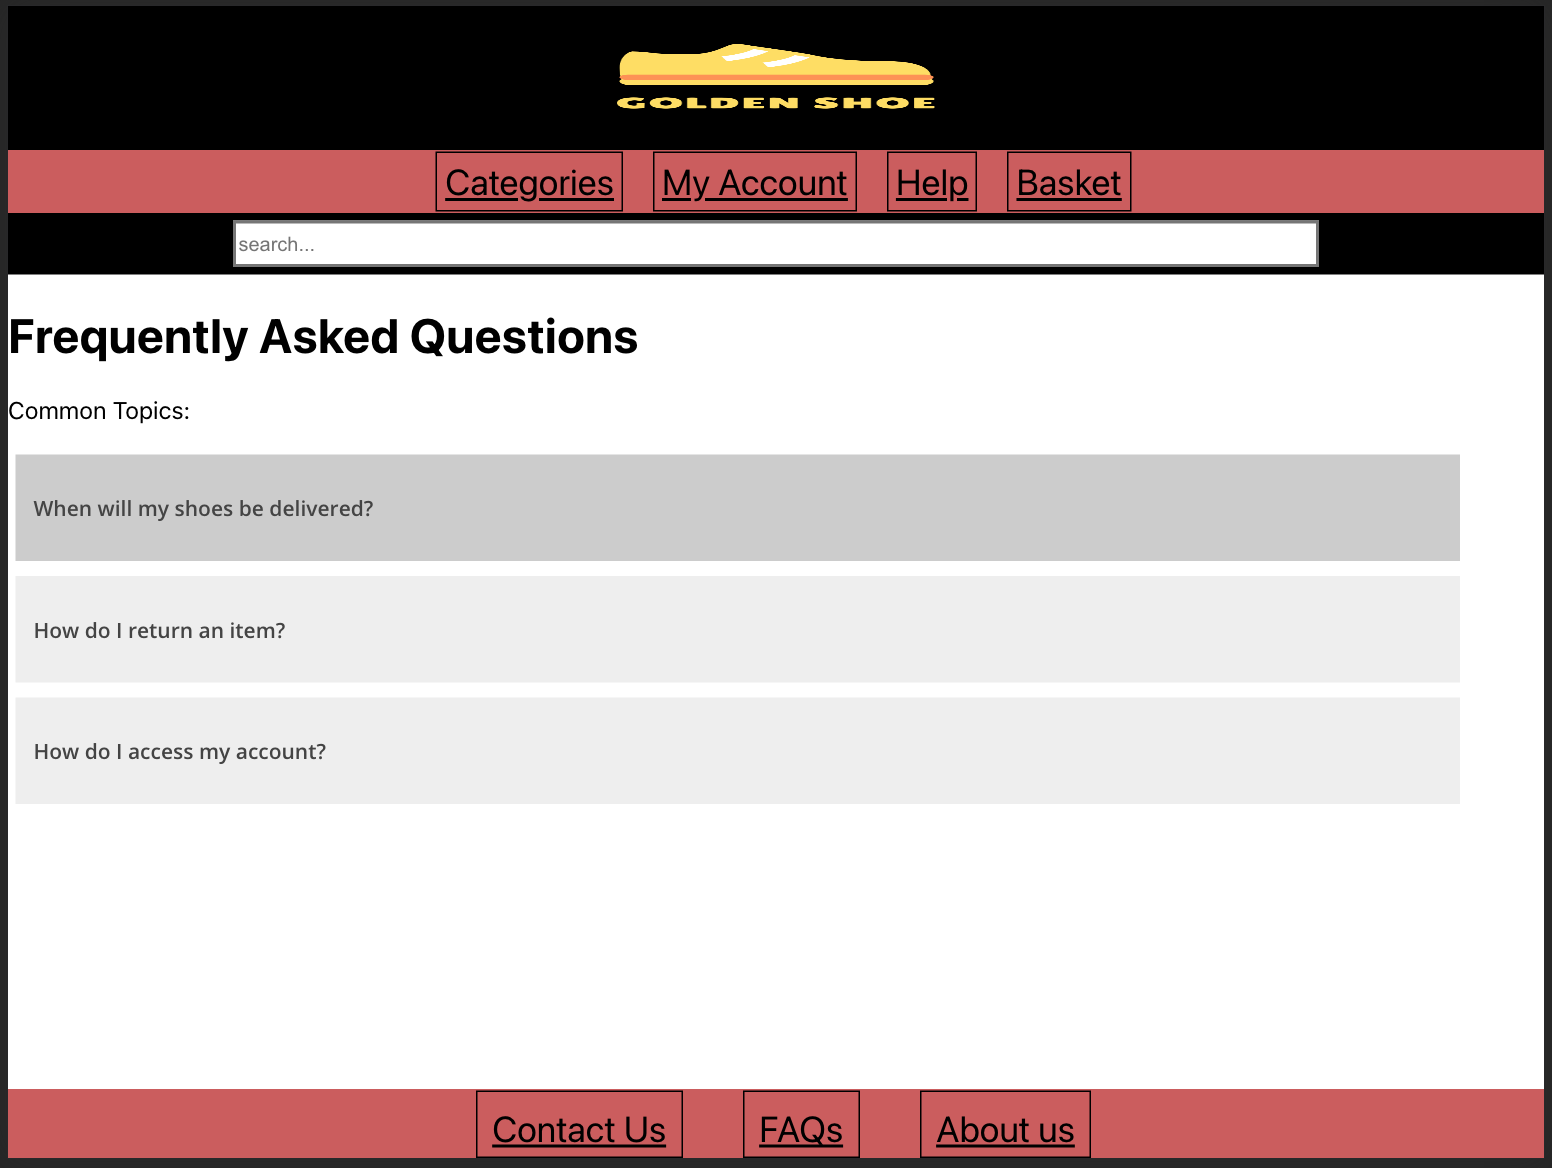 GOLDEN SHOE
Categories My Account Help Basket
search...
Frequently Asked Questions
Common Topics:
When will my shoes be delivered?
How do I return an item?
How do I access my account?
Contact Us FAQs About us